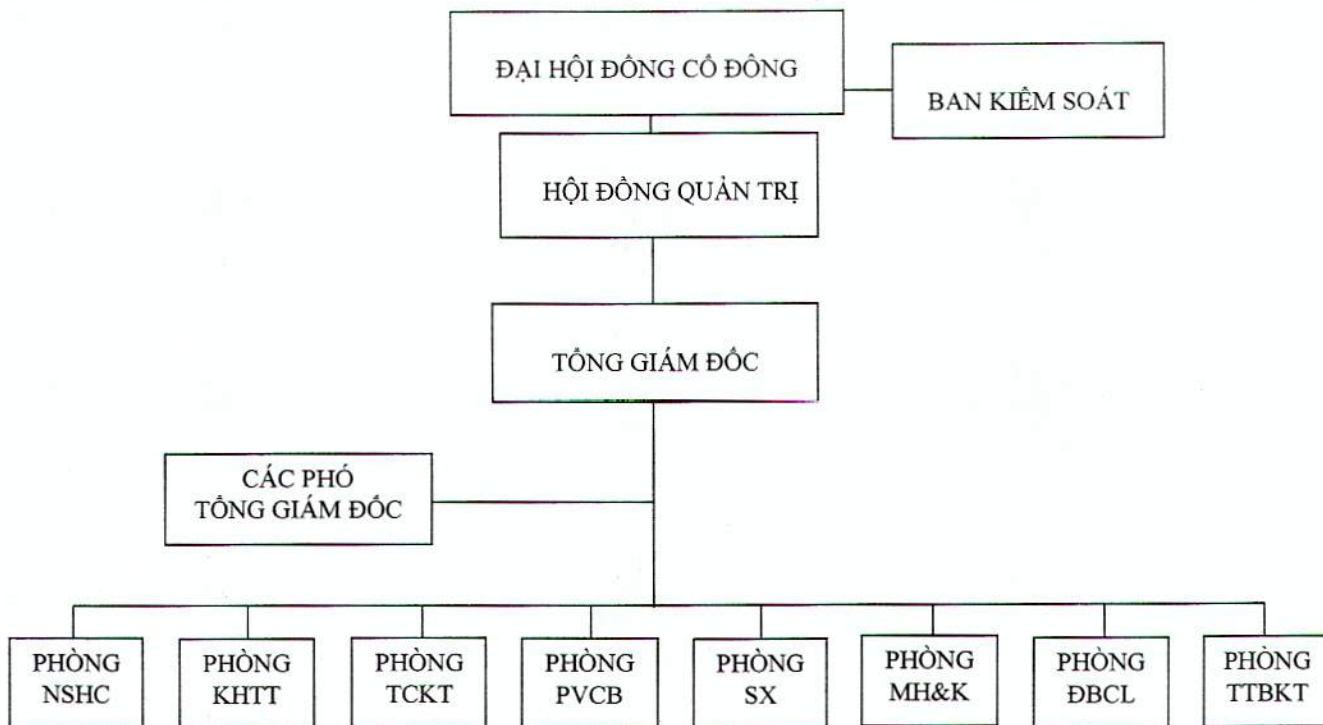 ĐẠI HỘI ĐỒNG CỔ ĐÔNG
BAN KIỂM SOÁT
HỘI ĐỒNG QUẢN TRỊ
TỔNG GIÁM ĐỐC
CÁC PHÓ
TỔNG GIÁM ĐỐC
PHÒNG
NSHC
PHÒNG
KHTT
PHÒNG
TCKT
PHÒNG
PVCB
PHÒNG
SX
PHÒNG
MH&K
PHÒNG
ĐBCL
PHÒNG
TTBKT